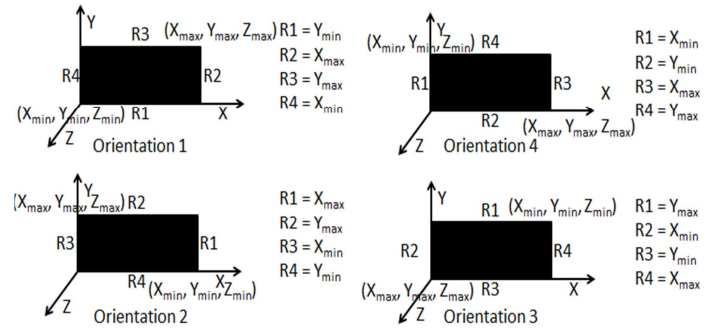 Y
(Xmax, Ymax, Zmax)
R3
R1 = Ymin
R2 = Xmax
R3 = Ymax
R4 = Xmin
R4
R2
(Xmin, Ymin, Zmin)
R1
X
Z
Orientation 1
Y
(Xmin, Ymin, Zmin)
R4
R1 = Xmin
R2 = Ymin
R3 = Xmax
R4 = Ymax
R1
R3
X
R2
(Xmax, Ymax, Zmax)
Z
Orientation 4
Y
(Xmax, Ymax, Zmax)
R2
R1 = Xmax
R2 = Ymax
R3 = Xmin
R4 = Ymin
R3
R1
R4
X
(Xmin, Ymin, Zmin)
Z
Orientation 2
Y
R1
(Xmin, Ymin, Zmin)
R1 = Ymax
R2 = Xmin
R3 = Ymin
R4 = Xmax
R2
R4
(Xmax, Ymax, Zmax)
R3
X
Z
Orientation 3